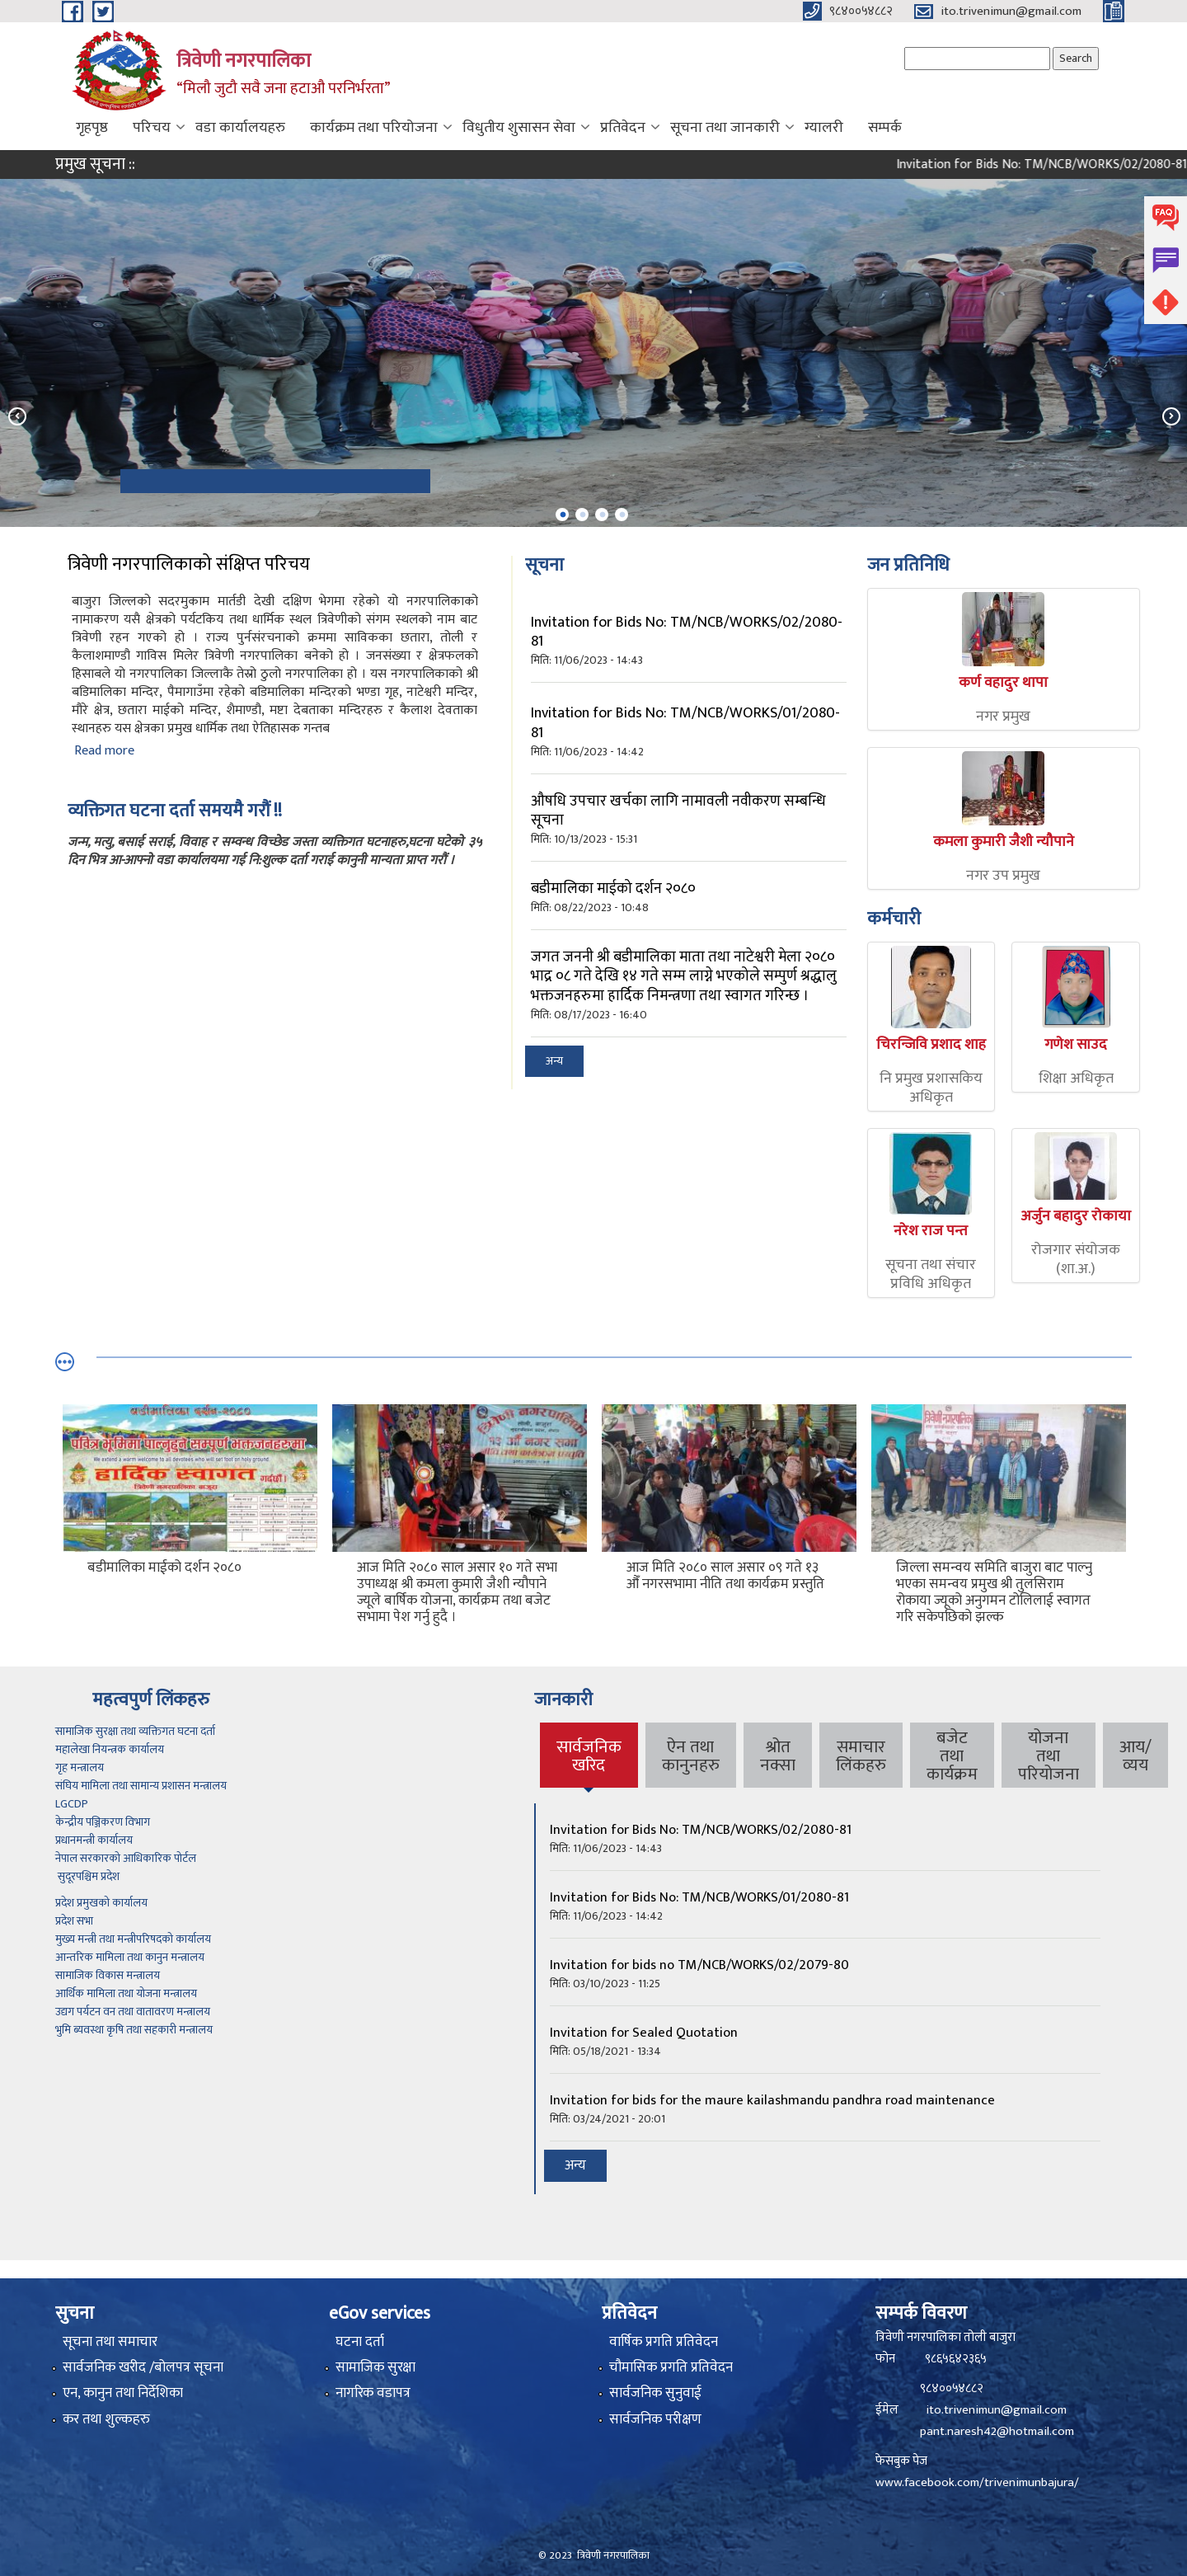 ९८४००५४८८२
ito.trivenimun@gmail.com
त्रिवेणी नगरपालिका
“मिलौ जुटौ सवै जना हटाऔ परनिर्भरता”
Search
गृहपृष्ठ
परिचय
वडा कार्यालयहरु
कार्यक्रम तथा परियोजना
विधुतीय शुसासन सेवा
प्रतिवेदन
सूचना तथा जानकारी
ग्यालरी
सम्पर्क
प्रमुख सूचना ::
Invitation for Bids No: TM/NCB/WORKS/02/2080-81
FAQ
त्रिवेणी नगरपालिकाको संक्षिप्त परिचय
बाजुरा जिल्लको सदरमुकाम मार्तडी देखी दक्षिण भेगमा रहेको यो नगरपालिकाको
नामाकरण यसै क्षेत्रको पर्यटकिय तथा धार्मिक स्थल त्रिवेणीको संगम स्थलको नाम बाट
त्रिवेणी रहन गएको हो । राज्य पुर्नसंरचनाको क्रममा साविकका छतारा, तोली र
कैलाशमाण्डौ गाविस मिलेर त्रिवेणी नगरपालिका बनेको हो । जनसंख्या र क्षेत्रफलको
हिसाबले यो नगरपालिका जिल्लाकै तेस्रो ठुलो नगरपालिका हो । यस नगरपालिकाको श्री
बडिमालिका मन्दिर, पैमागाउँमा रहेको बडिमालिका मन्दिरको भण्डा गृह, नाटेश्वरी मन्दिर,
मौरे क्षेत्र, छतारा माईको मन्दिर, शैमाण्डौ, मष्टा देबताका मन्दिरहरु र कैलाश देवताका
स्थानहरु यस क्षेत्रका प्रमुख धार्मिक तथा ऐतिहासक गन्तब
Read more
व्यक्तिगत घटना दर्ता समयमै गरौं !!
जन्म, मत्यु, बसाई सराई, विवाह र सम्वन्ध विच्छेड जस्ता व्यक्तिगत घटनाहरु,घटना घटेको ३५
दिन भित्र आ-आफ्नो वडा कार्यालयमा गई नि:शुल्क दर्ता गराई कानुनी मान्यता प्राप्त गरौं ।
सूचना
Invitation for Bids No: TM/NCB/WORKS/02/2080-
81
मिति: 11/06/2023 - 14:43
Invitation for Bids No: TM/NCB/WORKS/01/2080-
81
मिति: 11/06/2023 - 14:42
औषधि उपचार खर्चका लागि नामावली नवीकरण सम्बन्धि
सूचना
मिति: 10/13/2023 - 15:31
बडीमालिका माईको दर्शन २०८०
मिति: 08/22/2023 - 10:48
जगत जननी श्री बडीमालिका माता तथा नाटेश्वरी मेला २०८०
भाद्र ०८ गते देखि १४ गते सम्म लाग्ने भएकोले सम्पुर्ण श्रद्धालु
भक्तजनहरुमा हार्दिक निमन्त्रणा तथा स्वागत गरिन्छ ।
मिति: 08/17/2023 - 16:40
अन्य
जन प्रतिनिधि
कर्ण वहादुर थापा
नगर प्रमुख
कमला कुमारी जैशी न्यौपाने
नगर उप प्रमुख
कर्मचारी
चिरन्जिवि प्रशाद शाह
नि प्रमुख प्रशासकिय
अधिकृत
गणेश साउद
शिक्षा अधिकृत
नरेश राज पन्त
सूचना तथा संचार
प्रविधि अधिकृत
अर्जुन बहादुर रोकाया
रोजगार संयोजक
(शा.अ.)
बडीमालिका दर्शन-२०८०
पवित्र भूमिमा पाल्नुहुने सम्पूर्ण भक्तजनहरुमा
हार्दिक स्वागत गर्दछौं ।
बडीमालिका माईको दर्शन २०८०
आज मिति २०८० साल असार १० गते सभा
उपाध्यक्ष श्री कमला कुमारी जैशी न्यौपाने
ज्यूले बार्षिक योजना, कार्यक्रम तथा बजेट
सभामा पेश गर्नु हुदै ।
आज मिति २०८० साल असार ०९ गते १३
औं नगरसभामा नीति तथा कार्यक्रम प्रस्तुति
जिल्ला समन्वय समिति बाजुरा बाट पाल्नु
भएका समन्वय प्रमुख श्री तुलसिराम
रोकाया ज्यूको अनुगमन टोलिलाई स्वागत
गरि सकेपछिको झल्क
महत्वपुर्ण लिंकहरु
सामाजिक सुरक्षा तथा व्यक्तिगत घटना दर्ता
महालेखा नियन्त्रक कार्यालय
गृह मन्त्रालय
संघिय मामिला तथा सामान्य प्रशासन मन्त्रालय
LGCDP
केन्द्रीय पञ्जिकरण विभाग
प्रधानमन्त्री कार्यालय
नेपाल सरकारको आधिकारिक पोर्टल
सुदूरपश्चिम प्रदेश
प्रदेश प्रमुखको कार्यालय
प्रदेश सभा
मुख्य मन्त्री तथा मन्त्रीपरिषदको कार्यालय
आन्तरिक मामिला तथा कानुन मन्त्रालय
सामाजिक विकास मन्त्रालय
आर्थिक मामिला तथा योजना मन्त्रालय
उद्यग पर्यटन वन तथा वातावरण मन्त्रालय
भुमि ब्यवस्था कृषि तथा सहकारी मन्त्रालय
जानकारी
सार्वजनिक
खरिद
ऐन तथा
कानुनहरु
श्रोत
नक्सा
समाचार
लिंकहरु
बजेट
तथा
कार्यक्रम
योजना
तथा
परियोजना
आय/
व्यय
Invitation for Bids No: TM/NCB/WORKS/02/2080-81
मिति: 11/06/2023 - 14:43
Invitation for Bids No: TM/NCB/WORKS/01/2080-81
मिति: 11/06/2023 - 14:42
Invitation for bids no TM/NCB/WORKS/02/2079-80
मिति: 03/10/2023 - 11:25
Invitation for Sealed Quotation
मिति: 05/18/2021 - 13:34
Invitation for bids for the maure kailashmandu pandhra road maintenance
मिति: 03/24/2021 - 20:01
अन्य
सुचना
सूचना तथा समाचार
सार्वजनिक खरीद /बोलपत्र सूचना
एन, कानुन तथा निर्देशिका
कर तथा शुल्कहरु
eGov services
घटना दर्ता
सामाजिक सुरक्षा
नागरिक वडापत्र
प्रतिवेदन
वार्षिक प्रगति प्रतिवेदन
चौमासिक प्रगति प्रतिवेदन
सार्वजनिक सुनुवाई
सार्वजनिक परीक्षण
सम्पर्क विवरण
त्रिवेणी नगरपालिका तोली बाजुरा
फोन ९८६५६४२३६५
९८४००५४८८२
ईमेल ito.trivenimun@gmail.com
pant.naresh42@hotmail.com
फेसबुक पेज
www.facebook.com/trivenimunbajura/
© 2023 त्रिवेणी नगरपालिका